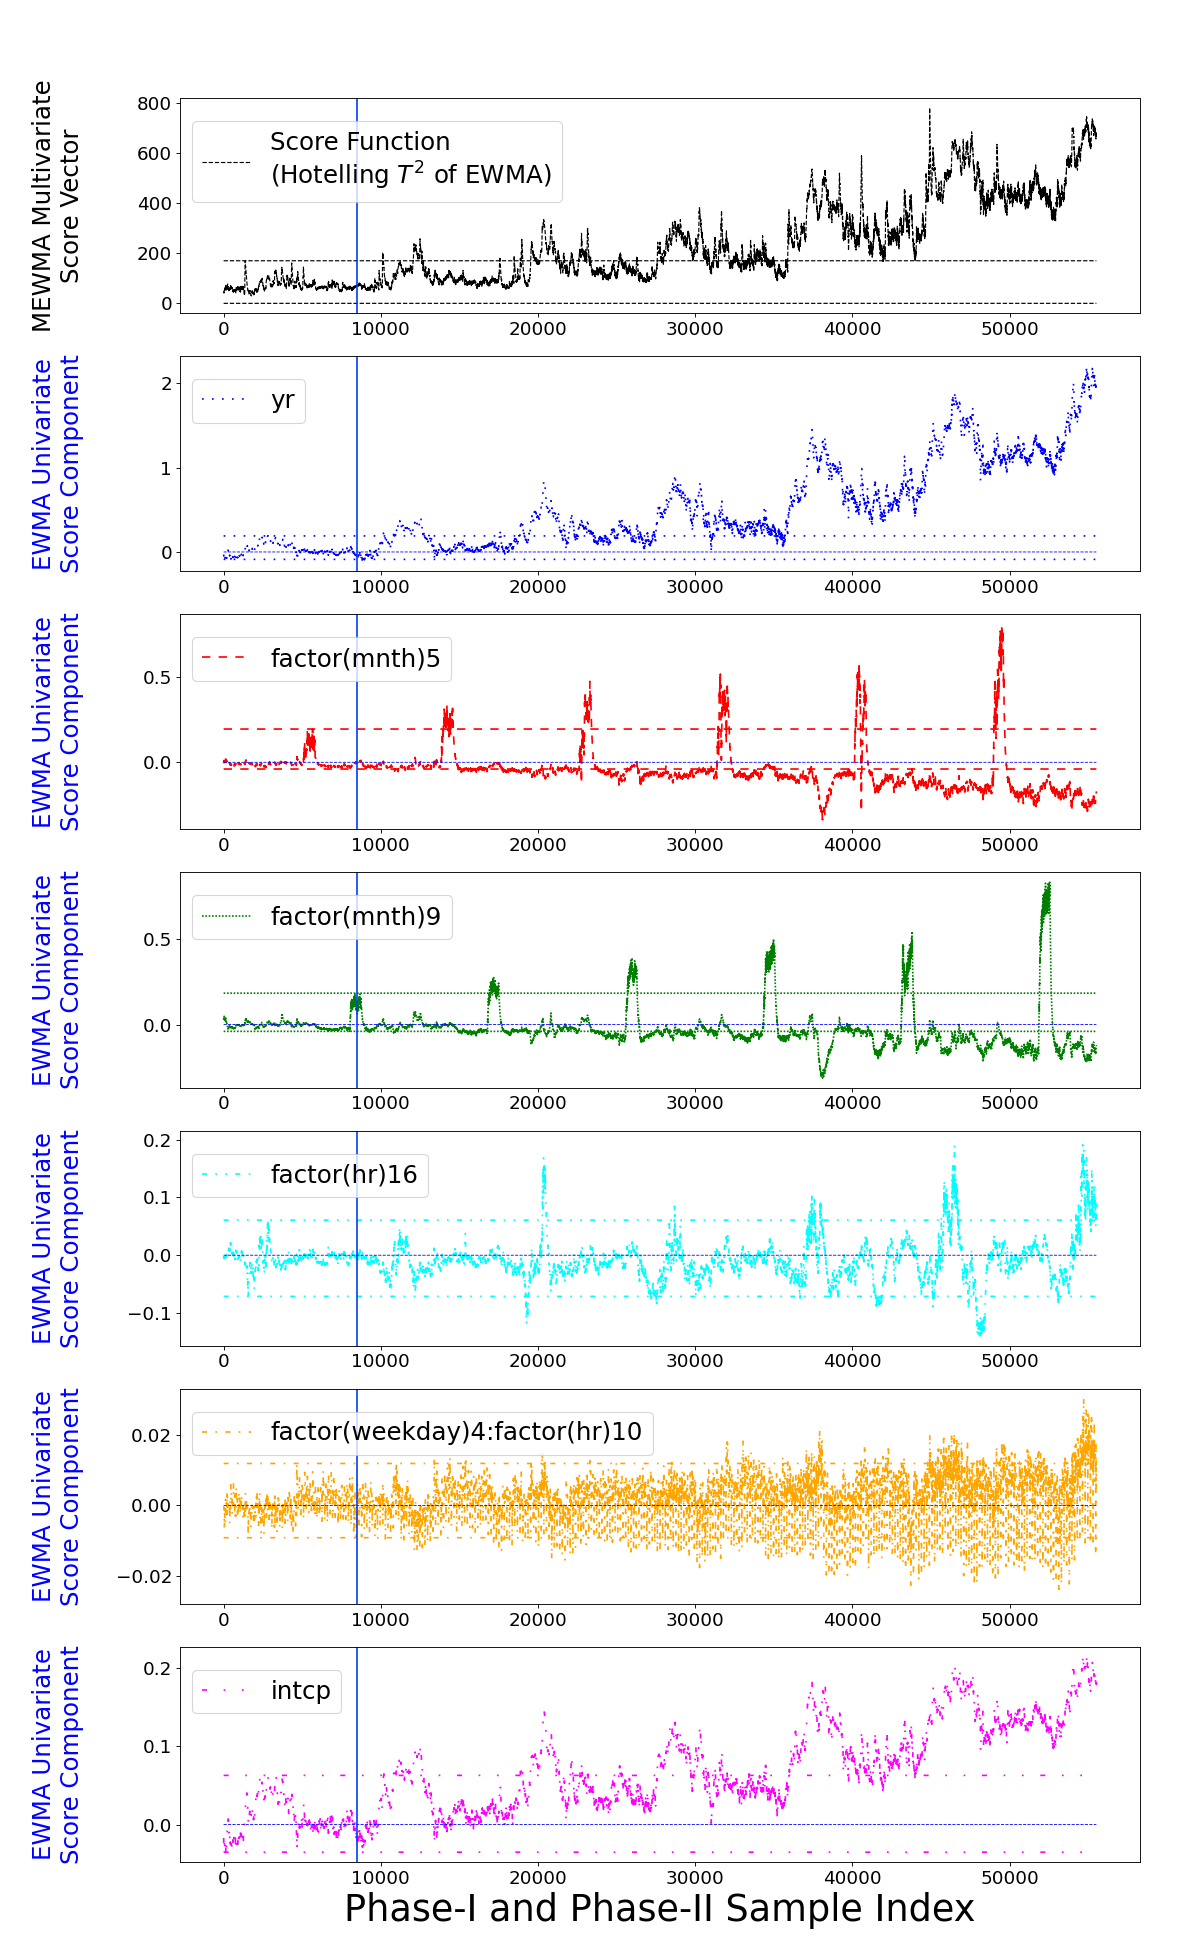 MEWMA Multivariate
Score Vector
800
600
400
200
0
Score Function
(Hotelling T² of EWMA)
0 10000 20000 30000 40000 50000
EWMA Univariate
Score Component
2
1
0
yr
0 10000 20000 30000 40000 50000
EWMA Univariate
Score Component
0.5
0.0
factor(mnth)5
0 10000 20000 30000 40000 50000
EWMA Univariate
Score Component
0.5
0.0
factor(mnth)9
0 10000 20000 30000 40000 50000
EWMA Univariate
Score Component
0.2
0.1
0.0
−0.1
factor(hr)16
0 10000 20000 30000 40000 50000
EWMA Univariate
Score Component
0.02
0.00
−0.02
factor(weekday)4:factor(hr)10
0 10000 20000 30000 40000 50000
EWMA Univariate
Score Component
0.2
0.1
0.0
intcp
0 10000 20000 30000 40000 50000
Phase-I and Phase-II Sample Index